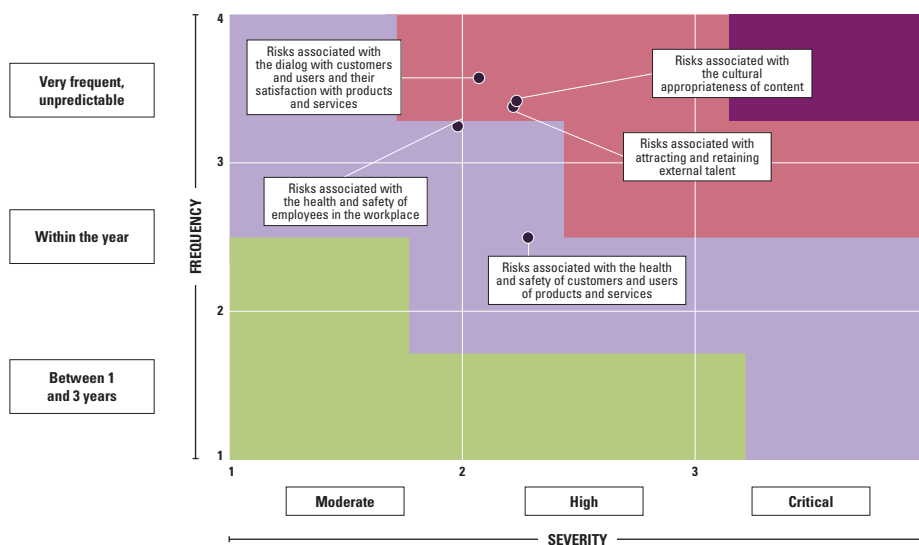 4
Risks associated with
the dialog with customers
and users and their
satisfaction with products
and services
Risks associated with
the cultural
appropriateness of content
Very frequent,
unpredictable
Risks associated with
attracting and retaining
external talent
3
Risks associated with
the health and safety of
employees in the workplace
Within the year
FREQUENCY
Risks associated with the health
and safety of customers and users
of products and services
2
Between 1
and 3 years
1
1
2
3
Moderate
High
Critical
SEVERITY